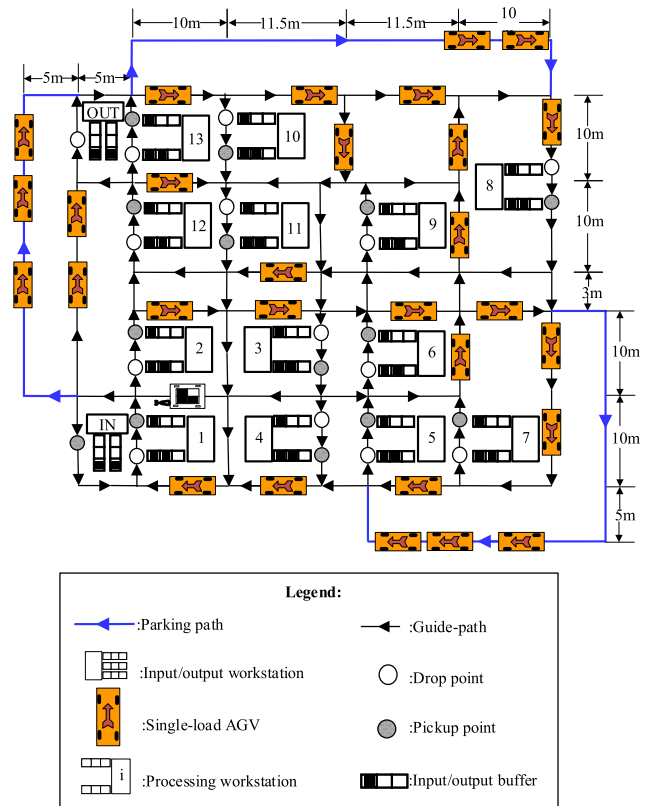 10m 11.5m 11.5m 10
5m 5m
OUT
13
10
10m
8
12
11
9
10m
3m
2
3
6
10m
IN
1
4
5
7
10m
5m
Legend:
:Parking path
:Guide-path
:Input/output workstation
:Drop point
:Single-load AGV
:Pickup point
i
:Processing workstation
:Input/output buffer